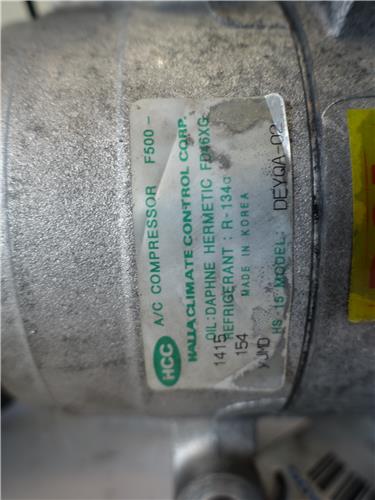 HCC A/C COMPRESSOR F500-
HALLA CLIMATE CONTROL CORP.
OIL:DAPHNE HERMETIC FD46XG
REFRIGERANT : R-134a
MADE IN KOREA
HS-15 MODEL: DEYQA-02
1415
154